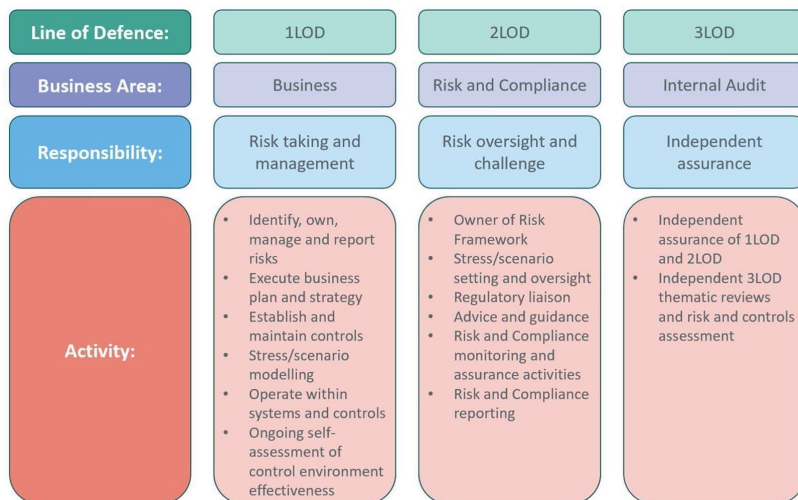 Line of Defence:
1LOD
2LOD
3LOD
Business Area:
Business
Risk and Compliance
Internal Audit
Responsibility:
Risk taking and
management
Risk oversight and
challenge
Independent
assurance
Activity:
• Identify, own,
manage and report
risks
• Execute business
plan and strategy
• Establish and
maintain controls
• Stress/scenario
modelling
• Operate within
systems and controls
• Ongoing self-
assessment of
control environment
effectiveness
• Owner of Risk
Framework
• Stress/scenario
setting and oversight
• Regulatory liaison
• Advice and guidance
• Risk and Compliance
monitoring and
assurance activities
• Risk and Compliance
reporting
• Independent
assurance of 1LOD
and 2LOD
• Independent 3LOD
thematic reviews
and risk and controls
assessment